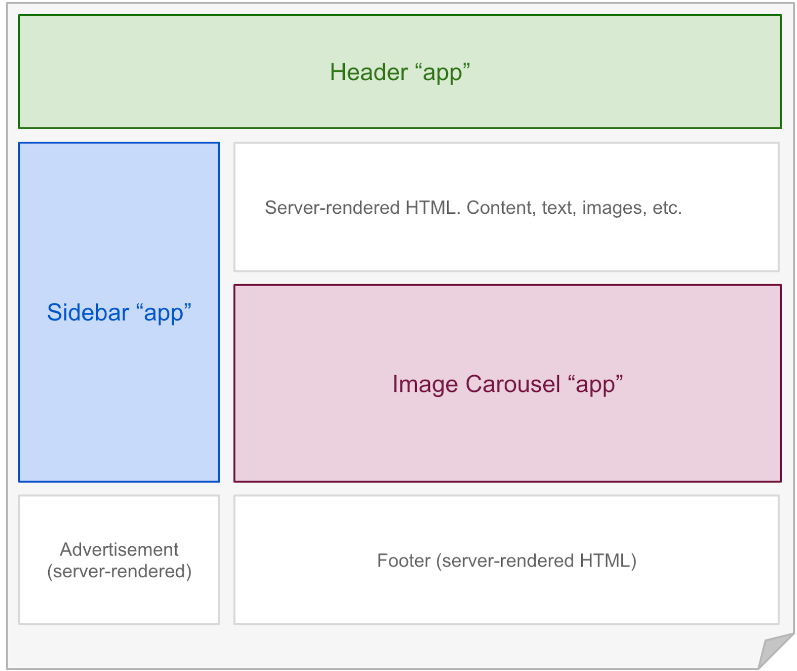 Header “app”
Server-rendered HTML. Content, text, images, etc.
Sidebar “app”
Image Carousel “app”
Advertisement
(server-rendered)
Footer (server-rendered HTML)